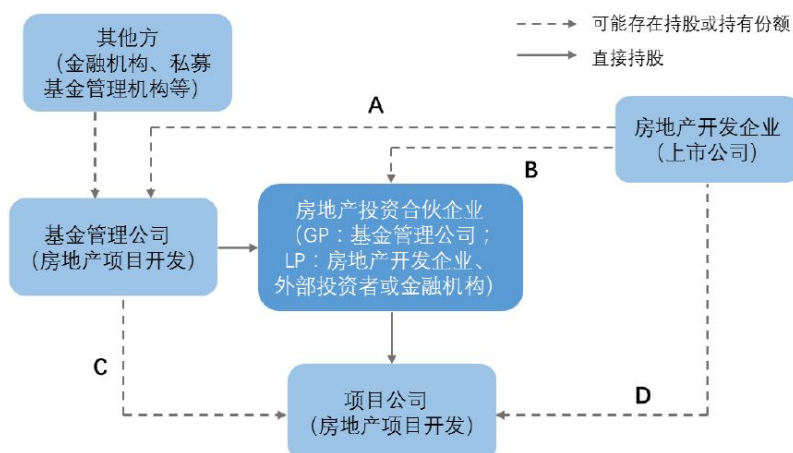 可能存在持股或持有份额
直接持股
其他方
（金融机构、私募
基金管理机构等）
A
房地产开发企业
（上市公司）
B
基金管理公司
（房地产项目开发）
房地产投资合伙企业
（GP：基金管理公司；
LP：房地产开发企业、
外部投资者或金融机构）
C
项目公司
（房地产项目开发）
D